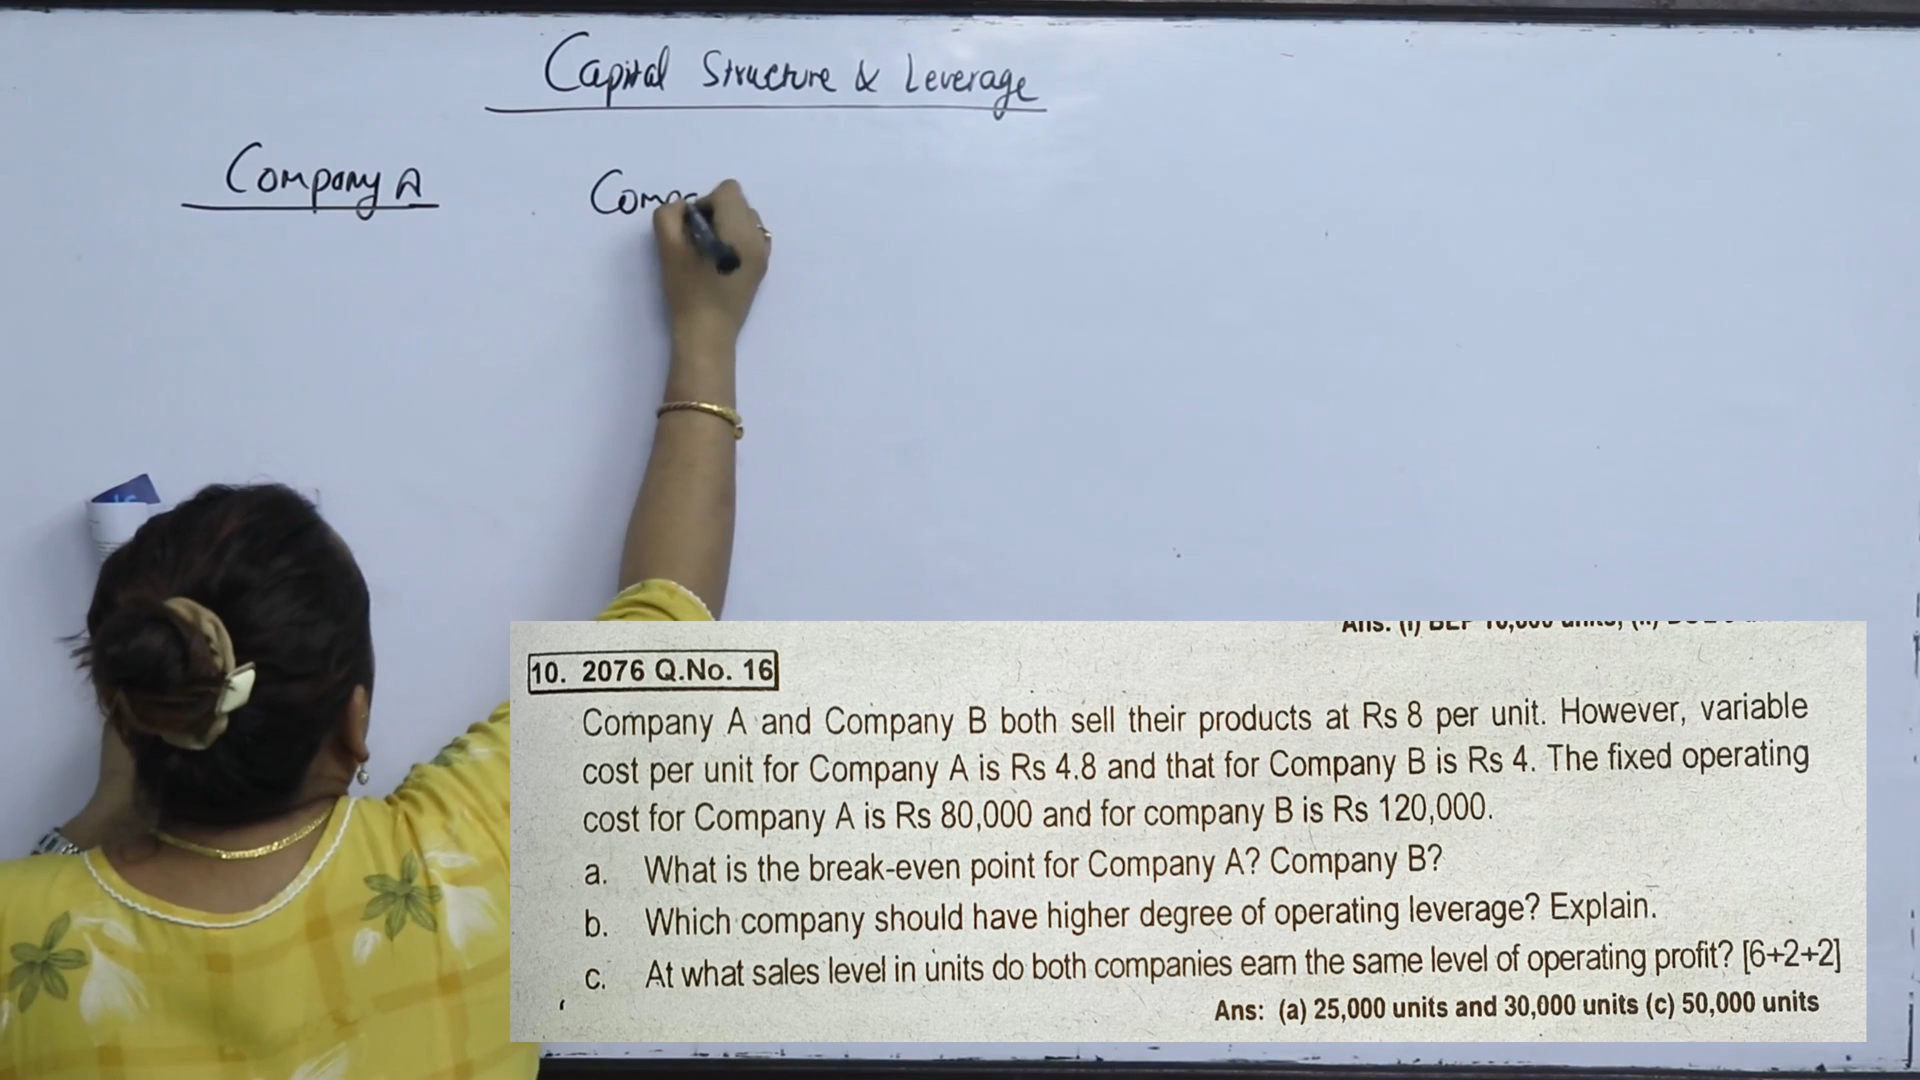 Capital Structure & Leverage
Company A
Comp
10. 2076 Q.No. 16
Company A and Company B both sell their products at Rs 8 per unit. However, variable
cost per unit for Company A is Rs 4.8 and that for Company B is Rs 4. The fixed operating
cost for Company A is Rs 80,000 and for company B is Rs 120,000.
a. What is the break-even point for Company A? Company B?
b. Which company should have higher degree of operating leverage? Explain.
c. At what sales level in units do both companies earn the same level of operating profit? [6+2+2]
Ans: (a) 25,000 units and 30,000 units (c) 50,000 units